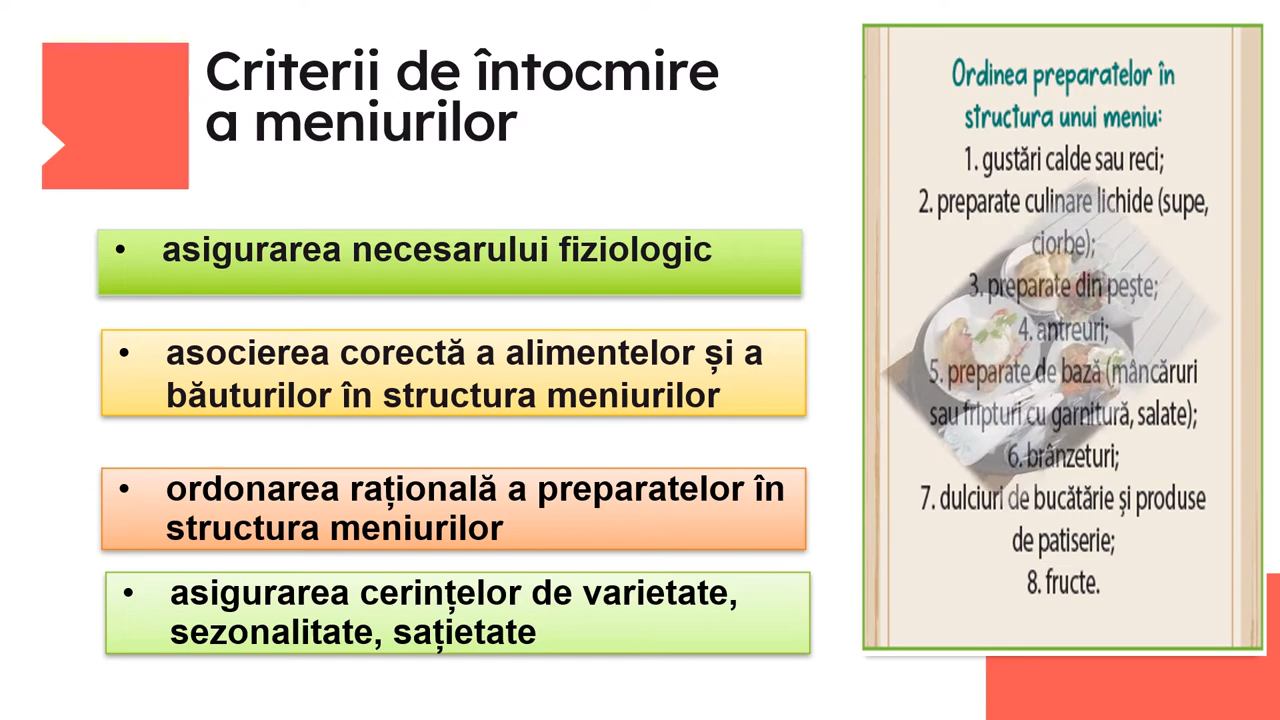 Criterii de întocmire
a meniurilor
• asigurarea necesarului fiziologic
• asocierea corectă a alimentelor și a
băuturilor în structura meniurilor
• ordonarea rațională a preparatelor în
structura meniurilor
• asigurarea cerințelor de varietate,
sezonalitate, sațietate
Ordinea preparatelor în
structura unui meniu:
1. gustări calde sau reci;
2. preparate culinare lichide (supe,
ciorbe);
3. preparate din pește;
4. antreuri;
5. preparate de bază (mâncăruri
sau fripturi cu garnitură, salate);
6. brânzeturi;
7. dulciuri de bucătărie și produse
de patiserie;
8. fructe.